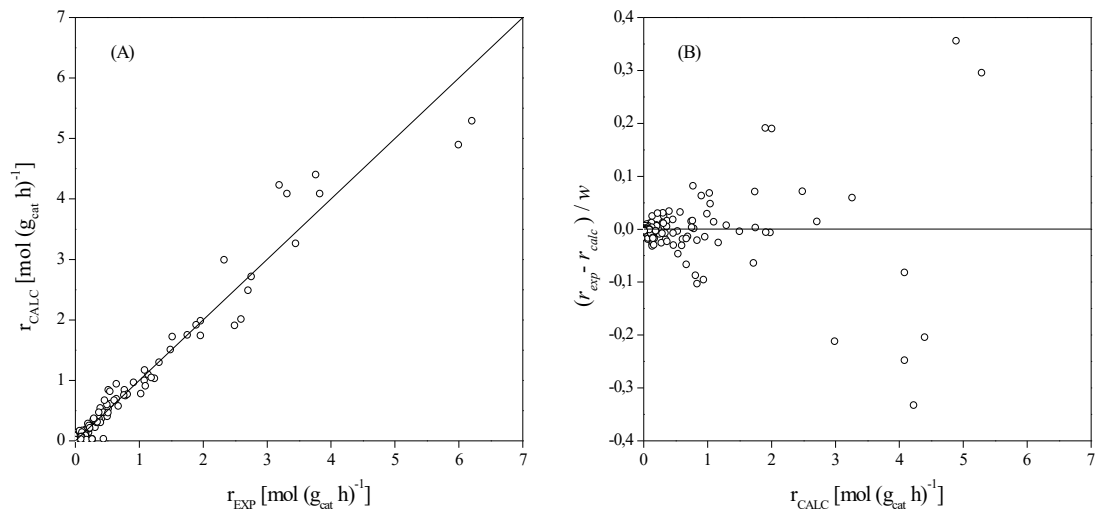 (A)
7
6
5
4
3
2
1
0
r_CALC [mol (g_cat h)^-1]
0 1 2 3 4 5 6 7
r_EXP [mol (g_cat h)^-1]
(B)
0,4
0,3
0,2
0,1
0,0
-0,1
-0,2
-0,3
-0,4
(r_exp - r_calc) / w
0 1 2 3 4 5 6 7
r_CALC [mol (g_cat h)^-1]